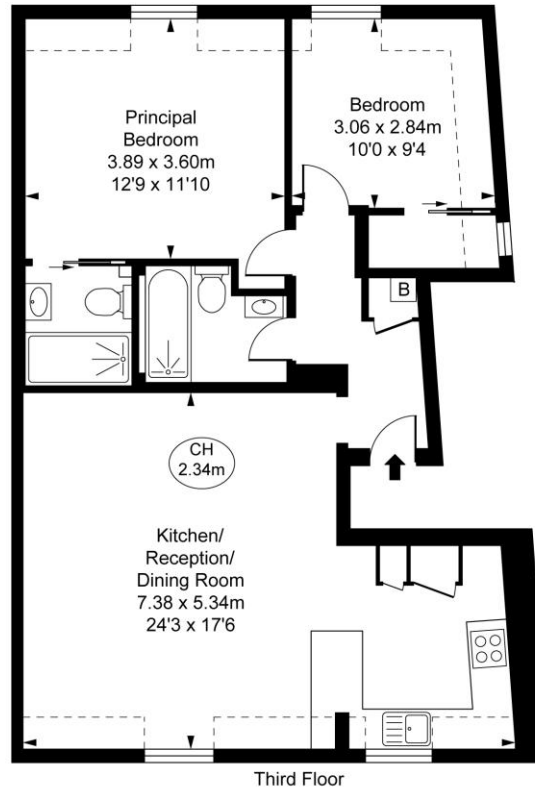 Principal
Bedroom
3.89 x 3.60m
12'9 x 11'10
Bedroom
3.06 x 2.84m
10'0 x 9'4
B
CH
2.34m
Kitchen/
Reception/
Dining Room
7.38 x 5.34m
24'3 x 17'6
Third Floor